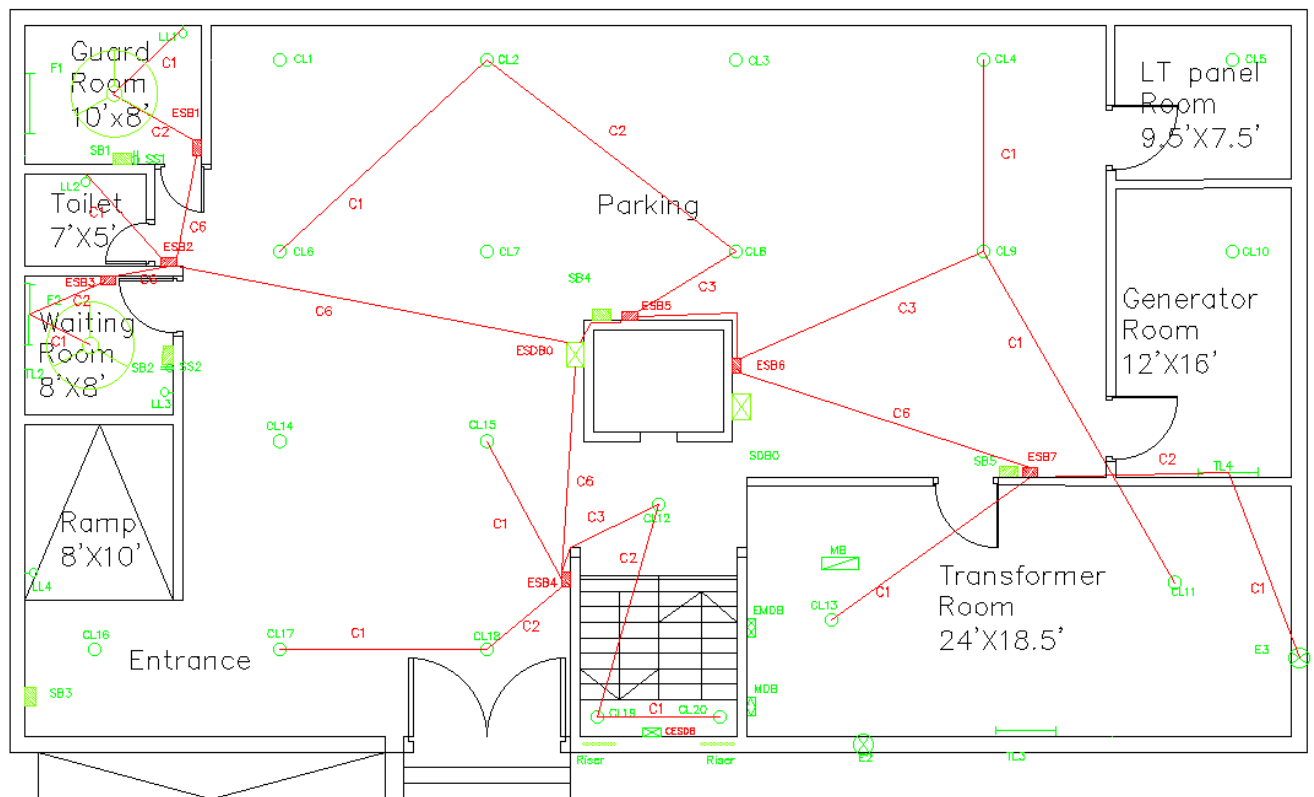 LL1
Guard
Room
10'x8'
F1
C1
C2
ESB1
SB1
SS1
CL1
CL2
CL3
CL4
CL5
LT panel
Room
9.5'X7.5'
C2
C1
C1
Parking
LL2
Toilet
7'X5'
C1
C6
ESB2
CL6
CL7
CL8
CL9
CL10
ESB3
C6
F2
C2
Waiting
Room
8'X8'
C1
TL2
SB2
SS2
LL3
C6
SB4
ESB5
C3
C3
C1
ESDB0
ESB6
Generator
Room
12'X16'
CL14
CL15
SDB0
C6
C6
SB5
ESB7
C2
TL4
Ramp
8'X10'
LL4
C1
C3
CL12
C2
ESB4
MB
Transformer
Room
24'X18.5'
CL13
C1
CL11
C1
EMDB
CL16
CL17
C1
CL18
C2
Entrance
E3
SB3
MDB
CL19
C1
CL20
CESDB
Riser
Riser
E2
TL3